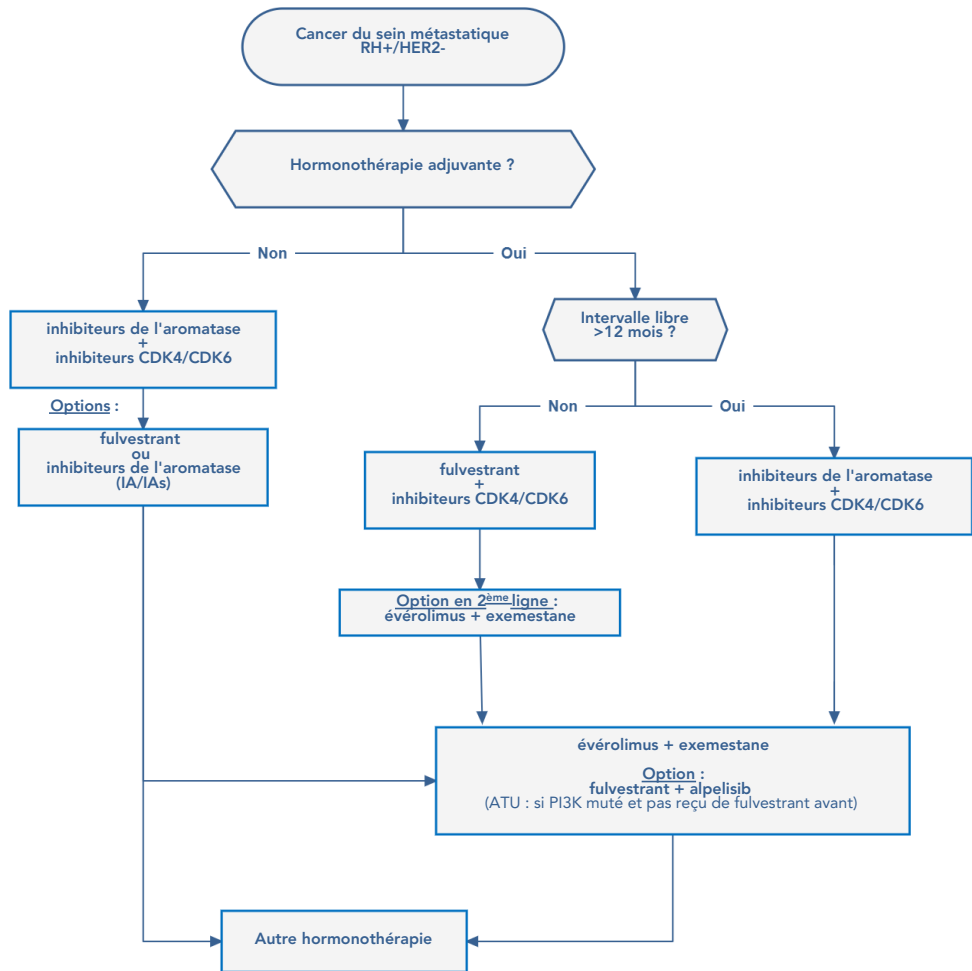 Cancer du sein métastatique
RH+/HER2-
Hormonothérapie adjuvante ?
Non
Oui
inhibiteurs de l'aromatase
+
inhibiteurs CDK4/CDK6
Intervalle libre
>12 mois ?
Options :
Non
Oui
fulvestrant
ou
inhibiteurs de l'aromatase
(IA/IAs)
fulvestrant
+
inhibiteurs CDK4/CDK6
inhibiteurs de l'aromatase
+
inhibiteurs CDK4/CDK6
Option en 2ème ligne :
évérolimus + exemestane
évérolimus + exemestane
Option :
fulvestrant + alpelisib
(ATU : si PI3K muté et pas reçu de fulvestrant avant)
Autre hormonothérapie